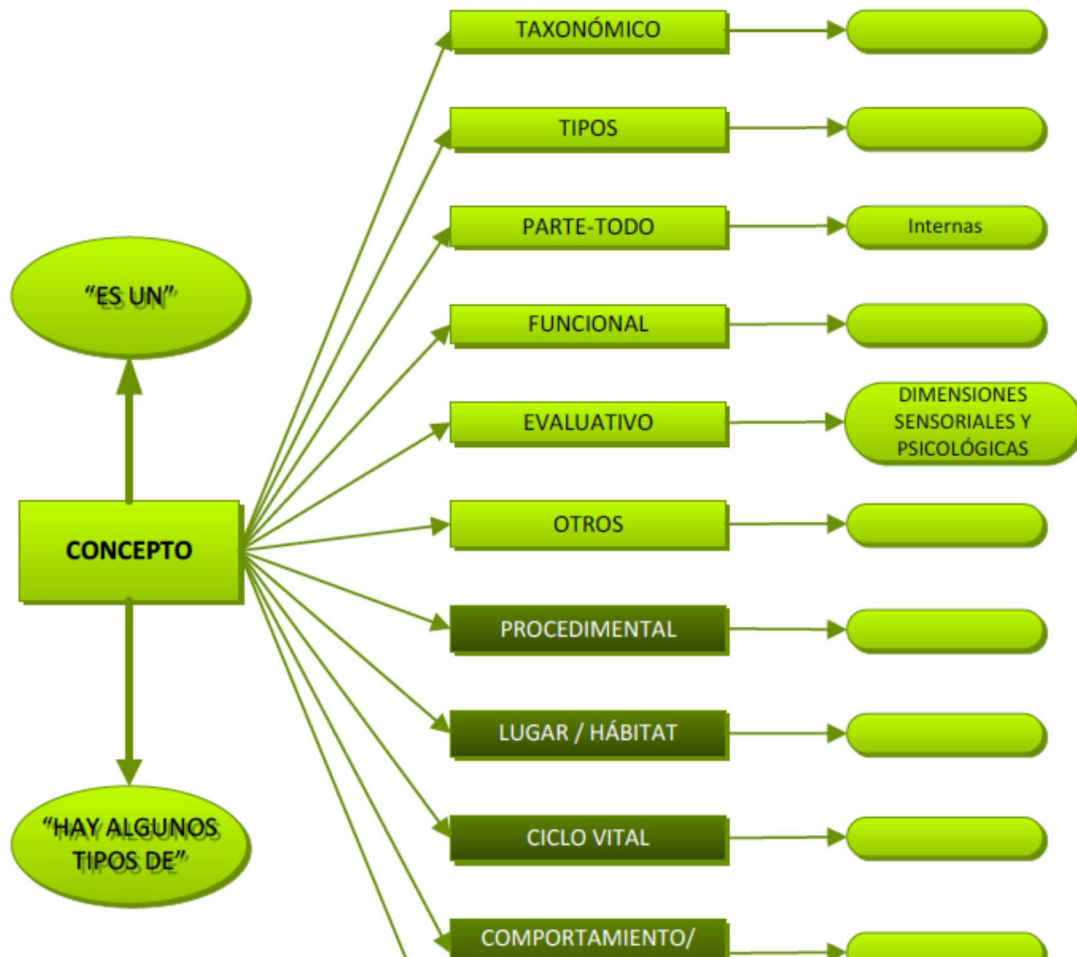 TAXONÓMICO
TIPOS
PARTE-TODO
Internas
"ES UN"
FUNCIONAL
DIMENSIONES
EVALUATIVO
SENSORIALES Y
PSICOLÓGICAS
OTROS
CONCEPTO
PROCEDIMENTAL
LUGAR / HÁBITAT
"HAY ALGUNOS
TIPOS DE"
CICLO VITAL
COMPORTAMIENTO/